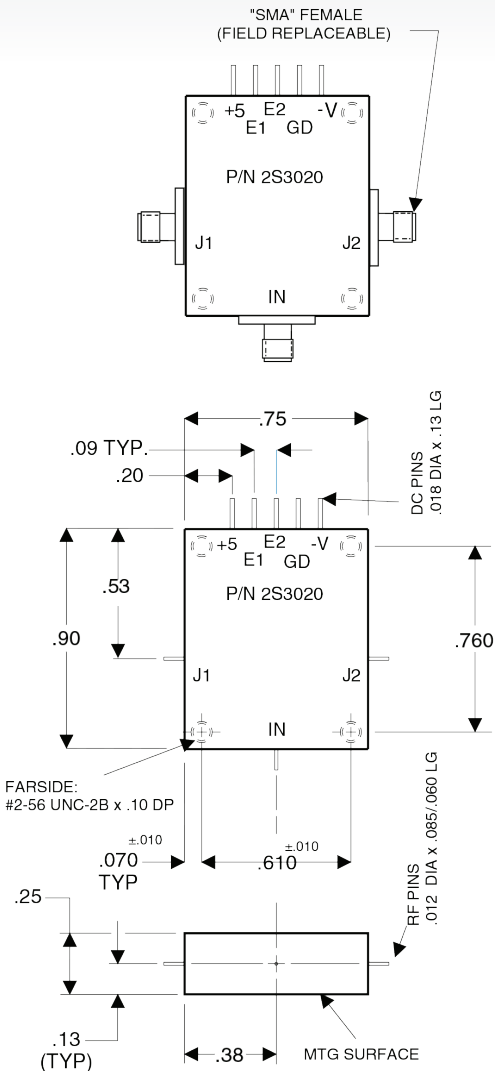 "SMA" FEMALE
(FIELD REPLACEABLE)
+5 E2 -V
E1 GD
P/N 2S3020
J1 J2
IN
.75
.09 TYP.
.20
DC PINS
.018 DIA x .13 LG
+5 E2 -V
E1 GD
.53
P/N 2S3020
.90
.760
J1 J2
IN
FARSIDE:
#2-56 UNC-2B x .10 DP
±.010
.070
TYP
±.010
.610
RF PINS
.012 DIA x .085/.060 LG
.25
.13
(TYP)
.38
MTG SURFACE